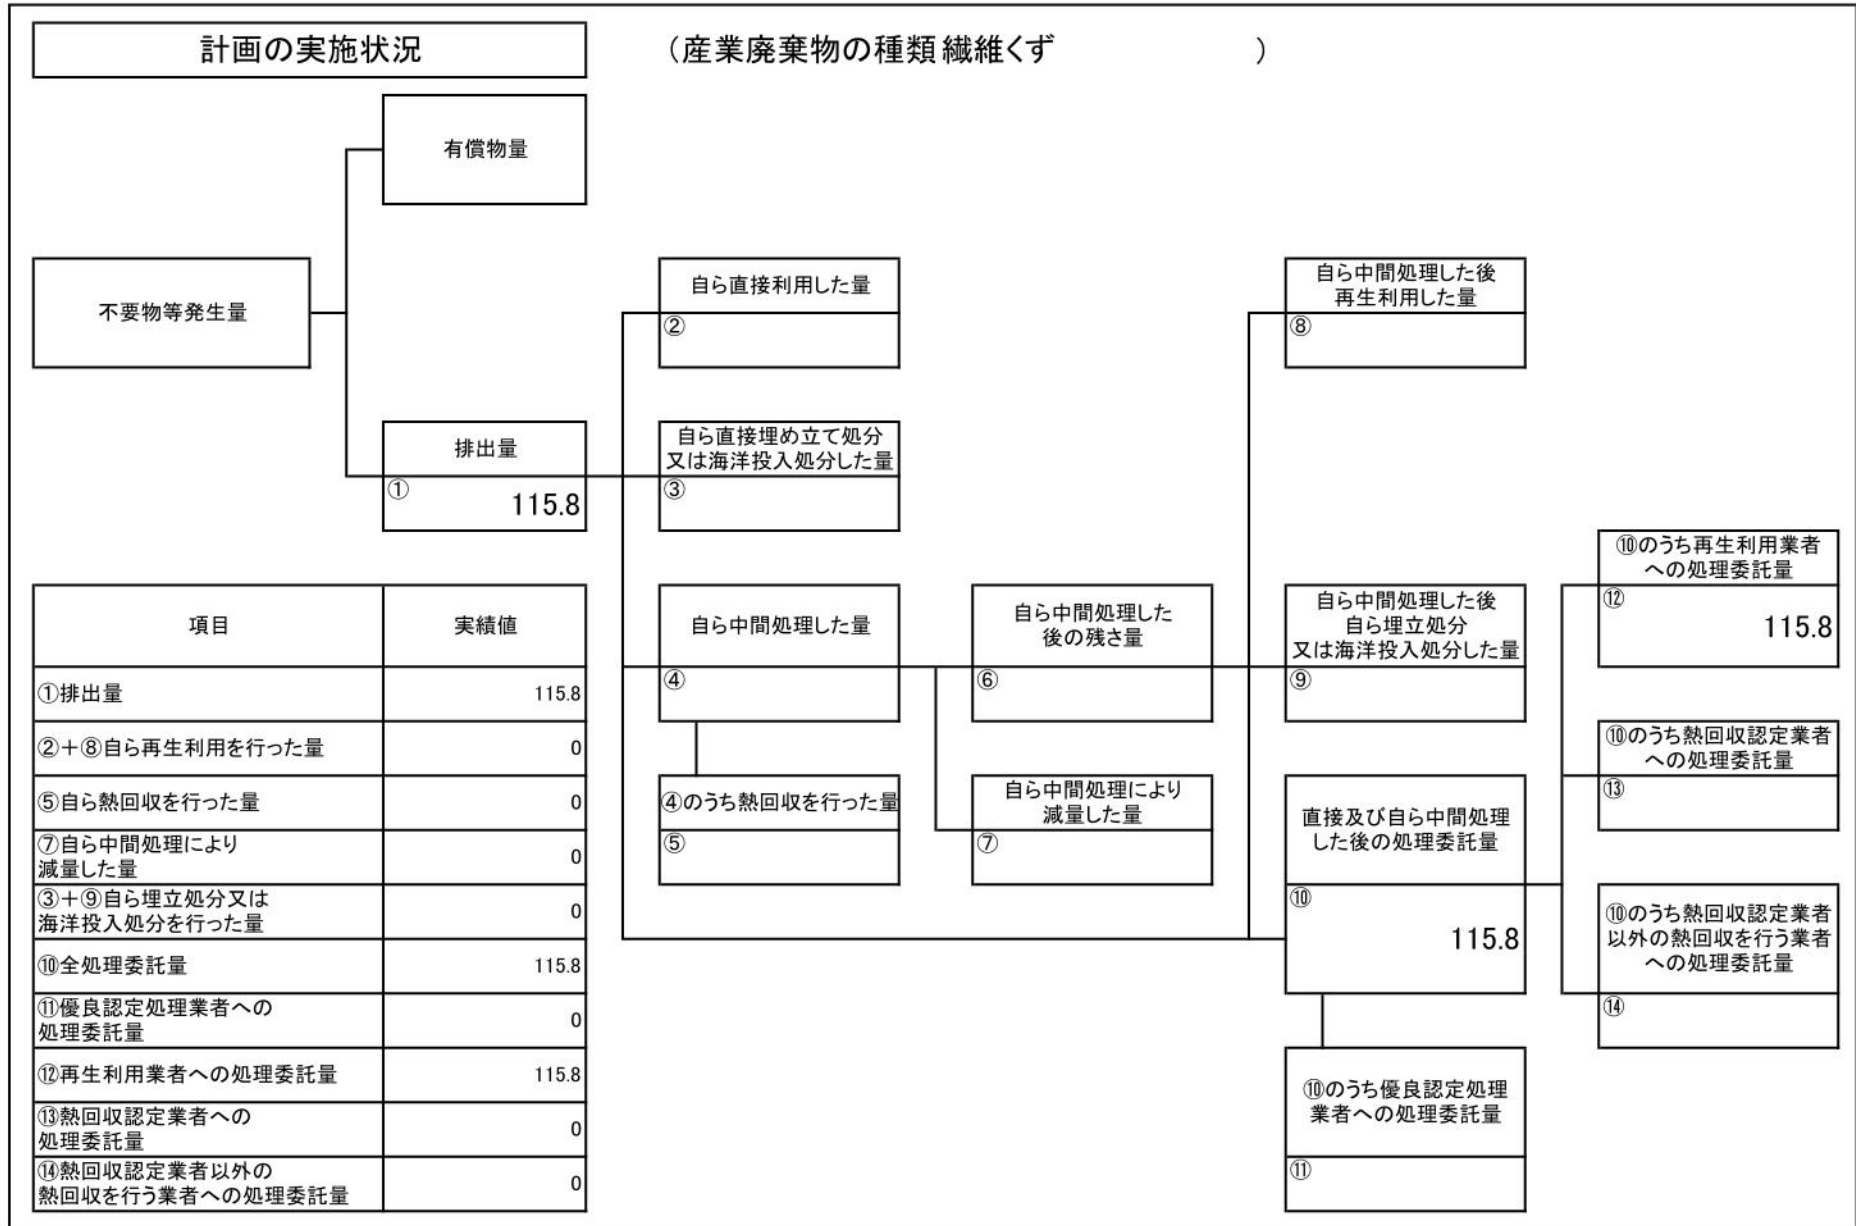 計画の実施状況
（産業廃棄物の種類 繊維くず ）
有償物量
不要物等発生量
自ら直接利用した量
②
自ら中間処理した後
再生利用した量
⑧
排出量
① 115.8
自ら直接埋め立て処分
又は海洋投入処分した量
③
⑩のうち再生利用業者
への処理委託量
⑫
115.8
自ら中間処理した量
④
自ら中間処理した
後の残さ量
⑥
自ら中間処理した後
自ら埋立処分
又は海洋投入処分した量
⑨
⑩のうち熱回収認定業者
への処理委託量
⑬
④のうち熱回収を行った量
⑤
自ら中間処理により
減量した量
⑦
直接及び自ら中間処理
した後の処理委託量
⑩
115.8
⑩のうち熱回収認定業者
以外の熱回収を行う業者
への処理委託量
⑭
⑩のうち優良認定処理
業者への処理委託量
⑪
項目 実績値
①排出量 115.8
②＋⑧自ら再生利用を行った量 0
⑤自ら熱回収を行った量 0
⑦自ら中間処理により
減量した量 0
③＋⑨自ら埋立処分又は
海洋投入処分を行った量 0
⑩全処理委託量 115.8
⑪優良認定処理業者への
処理委託量 0
⑫再生利用業者への処理委託量 115.8
⑬熱回収認定業者への
処理委託量 0
⑭熱回収認定業者以外の
熱回収を行う業者への処理委託量 0